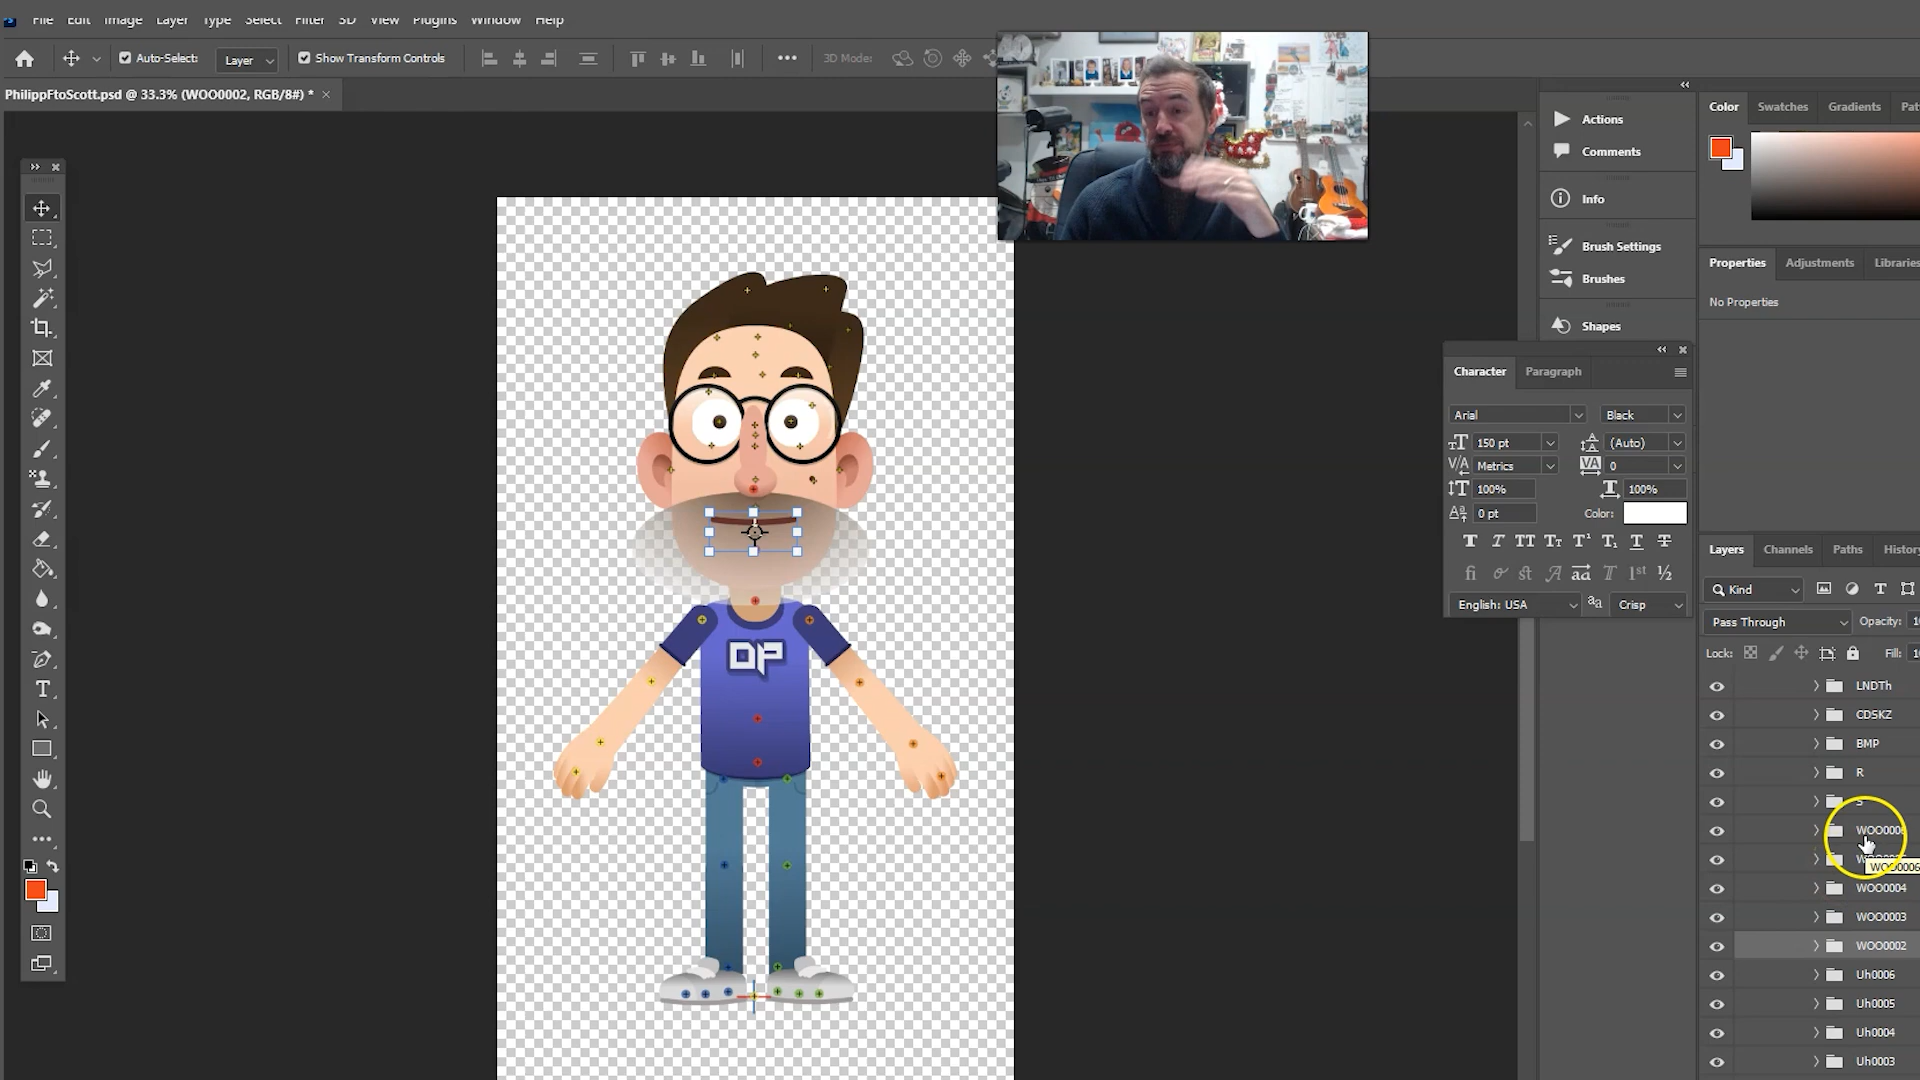 File Edit Image Layer Type Select Filter 3D View Plugins Window Help
Auto-Select: Layer Show Transform Controls 3D Mode:
PhilippFtoScott.psd @ 33.3% (WOO0002, RGB/8#) *
Actions
Comments
Info
Brush Settings
Brushes
Shapes
Color Swatches Gradients
Properties Adjustments Libraries
No Properties
Character Paragraph
Arial Black
150 pt (Auto)
Metrics 0
100% 100%
0 pt Color:
English: USA Crisp
DP
Layers Channels Paths History
Kind
Pass Through Opacity:
Lock: Fill:
LNDTh
CDSKZ
BMP
R
S
WOO0006
WOO0006
WOO0004
WOO0003
WOO0002
Uh0006
Uh0005
Uh0004
Uh0003